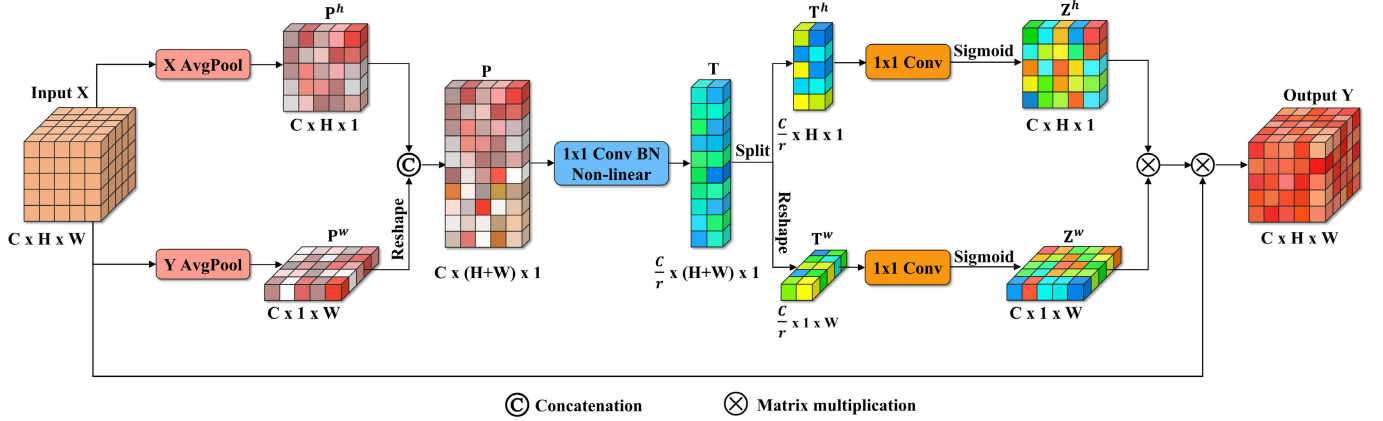 Input X
C x H x W
X AvgPool
Y AvgPool
P^h
C x H x 1
P^w
C x 1 x W
Reshape
C
P
C x (H+W) x 1
1x1 Conv BN
Non-linear
T
C/r x (H+W) x 1
Split
Reshape
T^h
C/r x H x 1
T^w
C/r x 1 x W
1x1 Conv
Sigmoid
1x1 Conv
Sigmoid
Z^h
C x H x 1
Z^w
C x 1 x W
Output Y
C x H x W
C Concatenation
Matrix multiplication